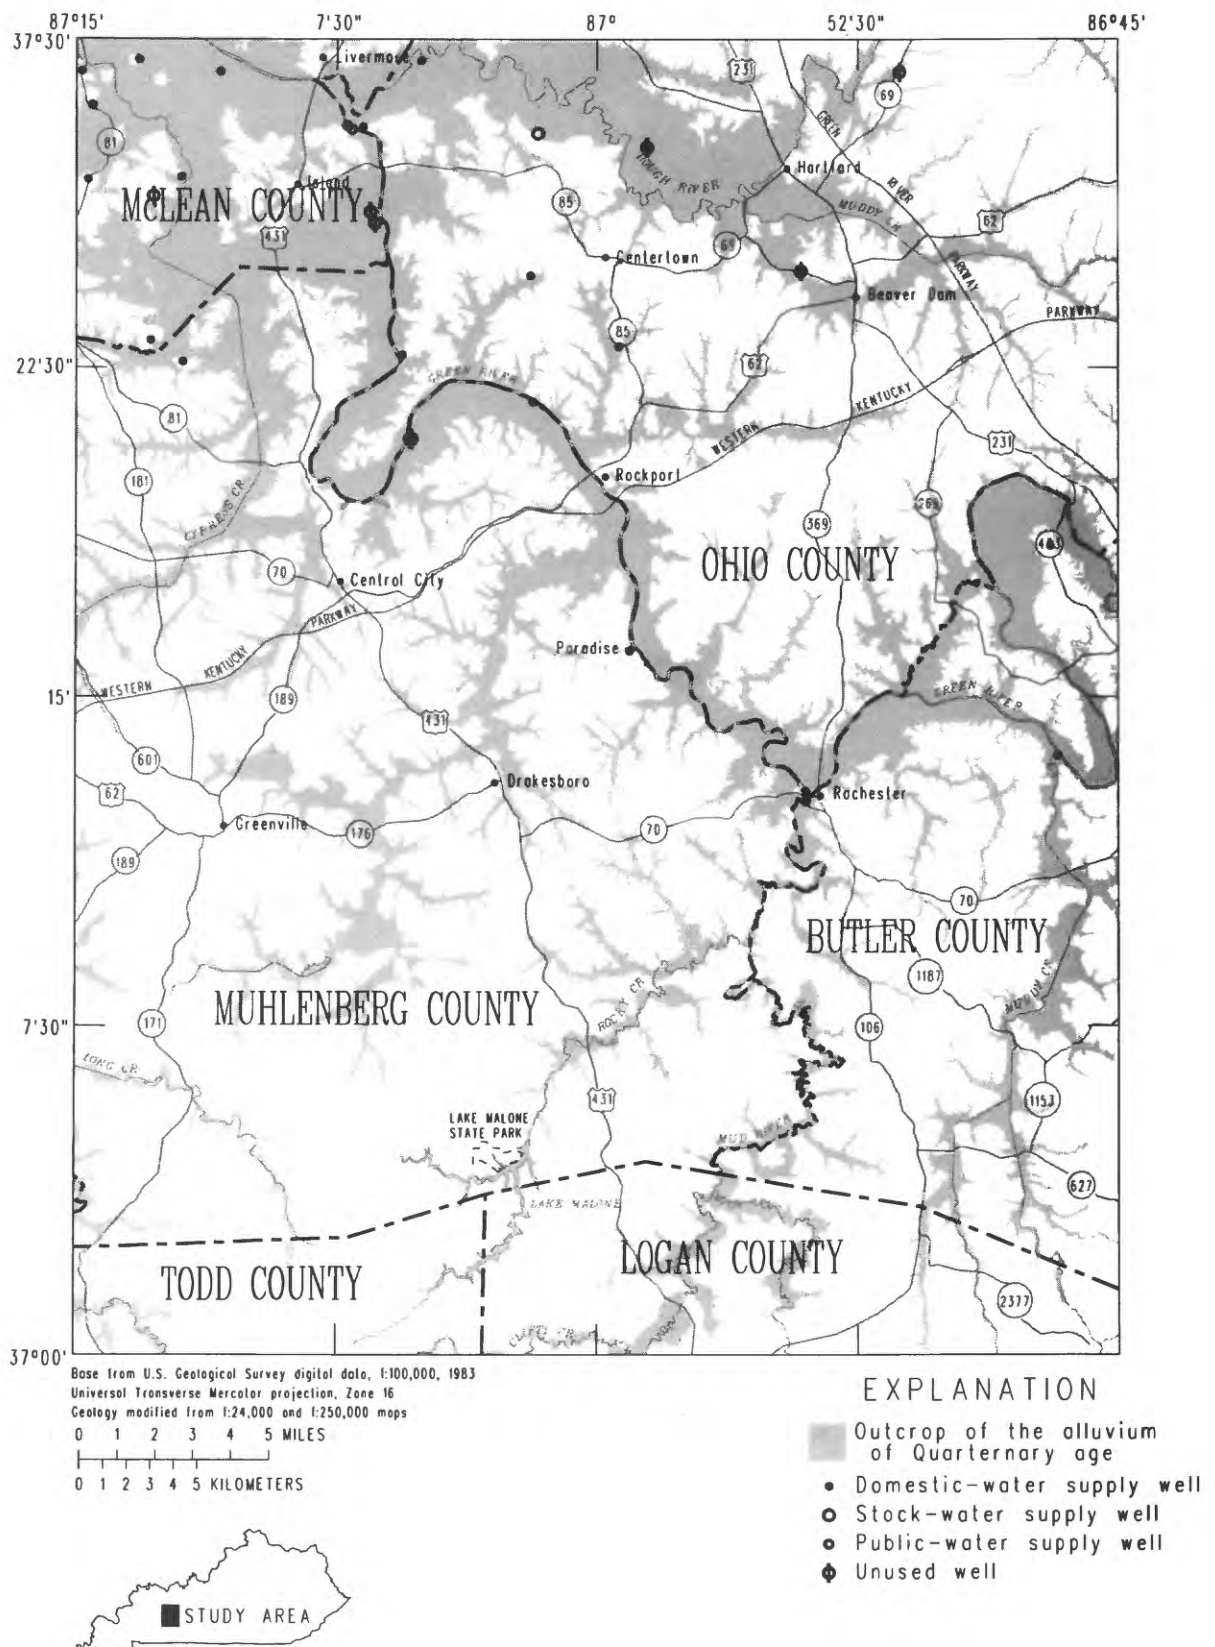 87°15' 7'30" 87° 52'30" 86°45'
37°30'
Livermore
231
69
81
GREEN
ROUGH RIVER
Hartford
Island
RIVER
McLEAN COUNTY
85
MUDDY CR
62
431
69
Centertown
PARKWAY
Beaver Dam
PARKWAY
85
22'30"
62
GREEN RIVER
KENTUCKY
81
WESTERN
231
Rockport
181
CYPRESS CR.
369
OHIO COUNTY
70
Central City
PARKWAY
Paradise
KENTUCKY
WESTERN
GREEN RIVER
15'
189
431
601
Drakesboro
62
Rochester
Greenville
176
70
189
70
BUTLER COUNTY
1187
MUDDY CR.
MUHLENBERG COUNTY
ROCKY CR
7'30"
171
106
LONG CR.
431
1153
LAKE MALONE
STATE PARK
MUD RIVER
627
LAKE MALONE
LOGAN COUNTY
TODD COUNTY
2377
37°00'
Base from U.S. Geological Survey digital data, 1:100,000, 1983
Universal Transverse Mercator projection, Zone 16
Geology modified from 1:24,000 and 1:250,000 maps
0 1 2 3 4 5 MILES
0 1 2 3 4 5 KILOMETERS
EXPLANATION
Outcrop of the alluvium
of Quarternary age
Domestic-water supply well
Stock-water supply well
Public-water supply well
Unused well
STUDY AREA